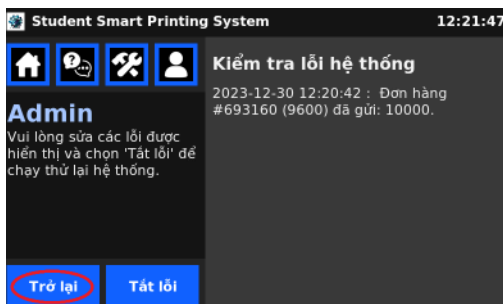 Student Smart Printing System 12:21:47
Admin
Vui lòng sửa các lỗi được
hiển thị và chọn 'Tắt lỗi' để
chạy thử lại hệ thống.
Trở lại
Tắt lỗi
Kiểm tra lỗi hệ thống
2023-12-30 12:20:42 : Đơn hàng
#693160 (9600) đã gửi: 10000.